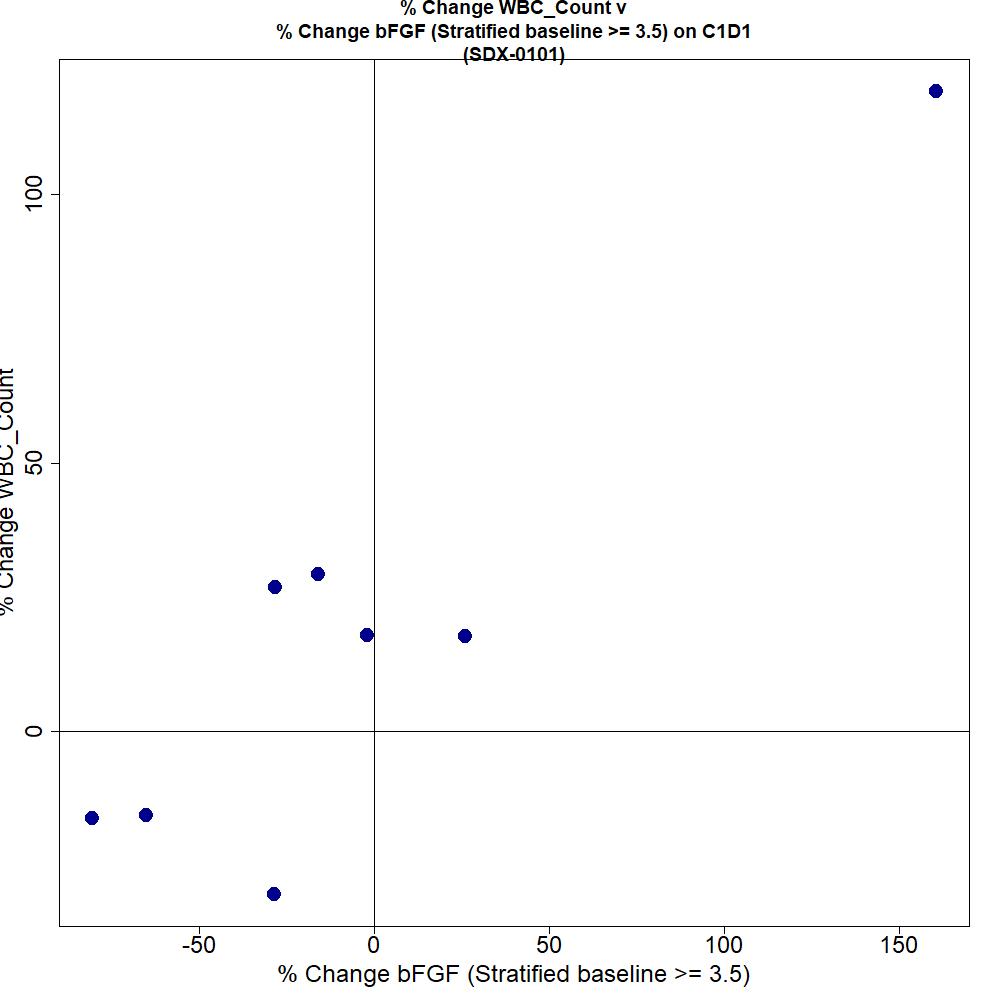 % Change WBC_Count v
% Change bFGF (Stratified baseline >= 3.5) on C1D1
(SDX-0101)
% Change WBC_Count
100
50
0
-50 0 50 100 150
% Change bFGF (Stratified baseline >= 3.5)